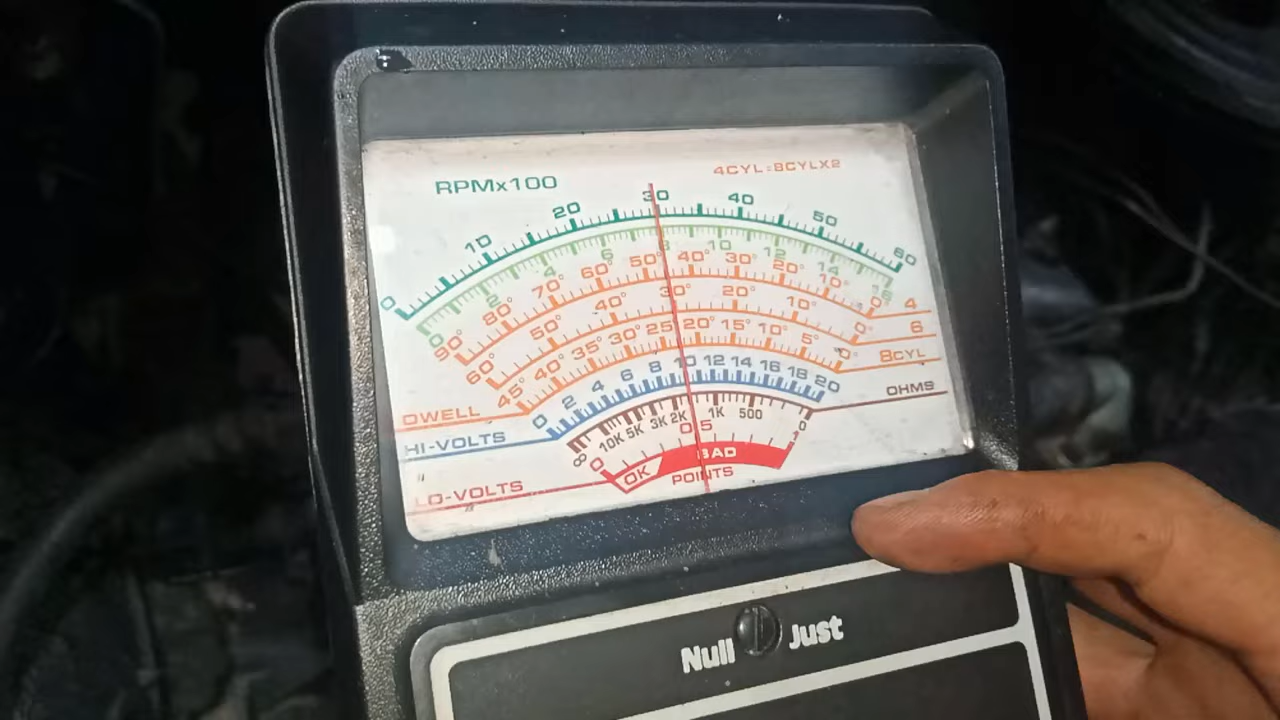 RPMx100
4CYL=8CYLX2
0 10 20 30 40 50 60
0 2 4 6 8 10 12 14 16
90° 80° 70° 60° 50° 40° 30° 20° 10° 0° 4
60° 50° 40° 30° 20° 10° 0° 6
DWELL 45° 40° 35° 30° 25° 20° 15° 10° 5° 0° 8CYL
HI-VOLTS 0 2 4 6 8 10 12 14 16 18 20
∞ 10K 5K 3K 2K 1K 500 0 OHMS
LO-VOLTS 0 0.5 1
OK BAD
POINTS
Null Just